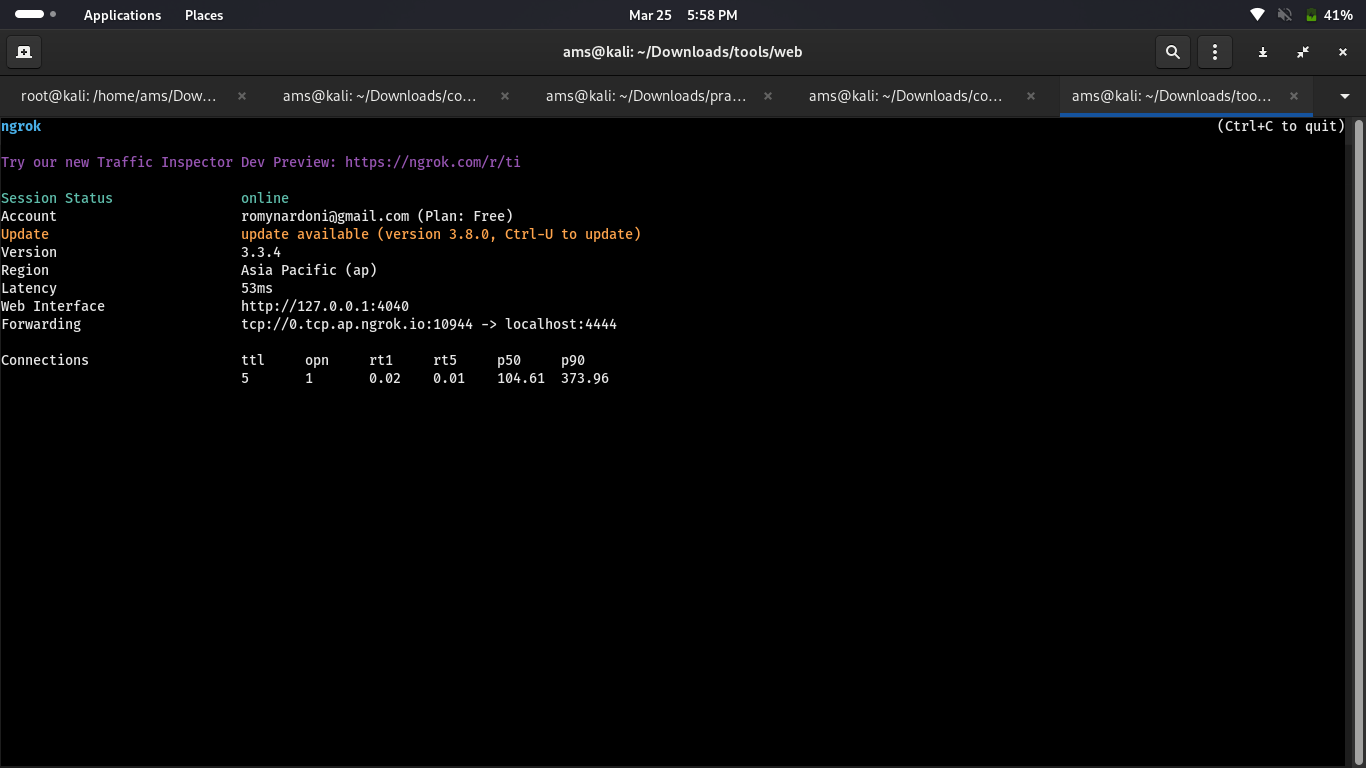 Applications Places Mar 25 5:58 PM 41%
ams@kali: ~/Downloads/tools/web
root@kali: /home/ams/Dow... ams@kali: ~/Downloads/co... ams@kali: ~/Downloads/pra... ams@kali: ~/Downloads/co... ams@kali: ~/Downloads/too...
ngrok (Ctrl+C to quit)
Try our new Traffic Inspector Dev Preview: https://ngrok.com/r/ti
Session Status online
Account romynardoni@gmail.com (Plan: Free)
Update update available (version 3.8.0, Ctrl-U to update)
Version 3.3.4
Region Asia Pacific (ap)
Latency 53ms
Web Interface http://127.0.0.1:4040
Forwarding tcp://0.tcp.ap.ngrok.io:10944 -> localhost:4444
Connections ttl opn rt1 rt5 p50 p90
5 1 0.02 0.01 104.61 373.96